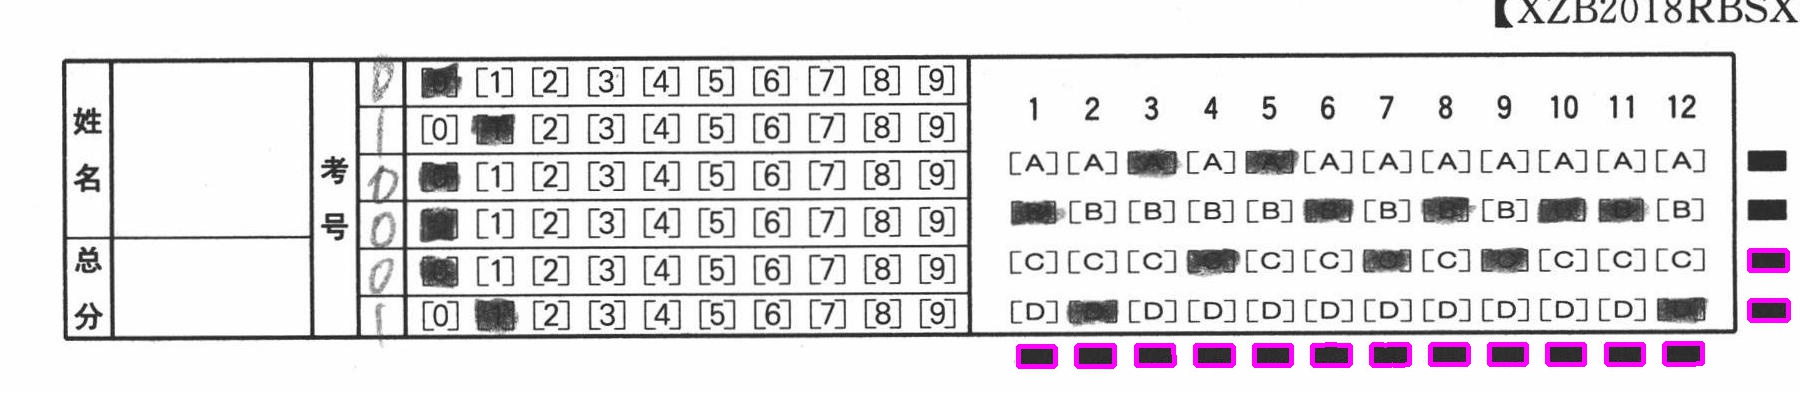 【XZB2018RBSX
姓名
总分
考号
0 [1] [2] [3] [4] [5] [6] [7] [8] [9]
1 [0] [2] [3] [4] [5] [6] [7] [8] [9]
0 [1] [2] [3] [4] [5] [6] [7] [8] [9]
0 [1] [2] [3] [4] [5] [6] [7] [8] [9]
0 [1] [2] [3] [4] [5] [6] [7] [8] [9]
1 [0] [2] [3] [4] [5] [6] [7] [8] [9]
1 2 3 4 5 6 7 8 9 10 11 12
[A] [A] [A] [A] [A] [A] [A] [A] [A] [A] [A] [A]
[B] [B] [B] [B] [B] [B] [B] [B] [B] [B] [B]
[C] [C] [C] [C] [C] [C] [C] [C] [C] [C] [C] [C]
[D] [D] [D] [D] [D] [D] [D] [D] [D] [D] [D]